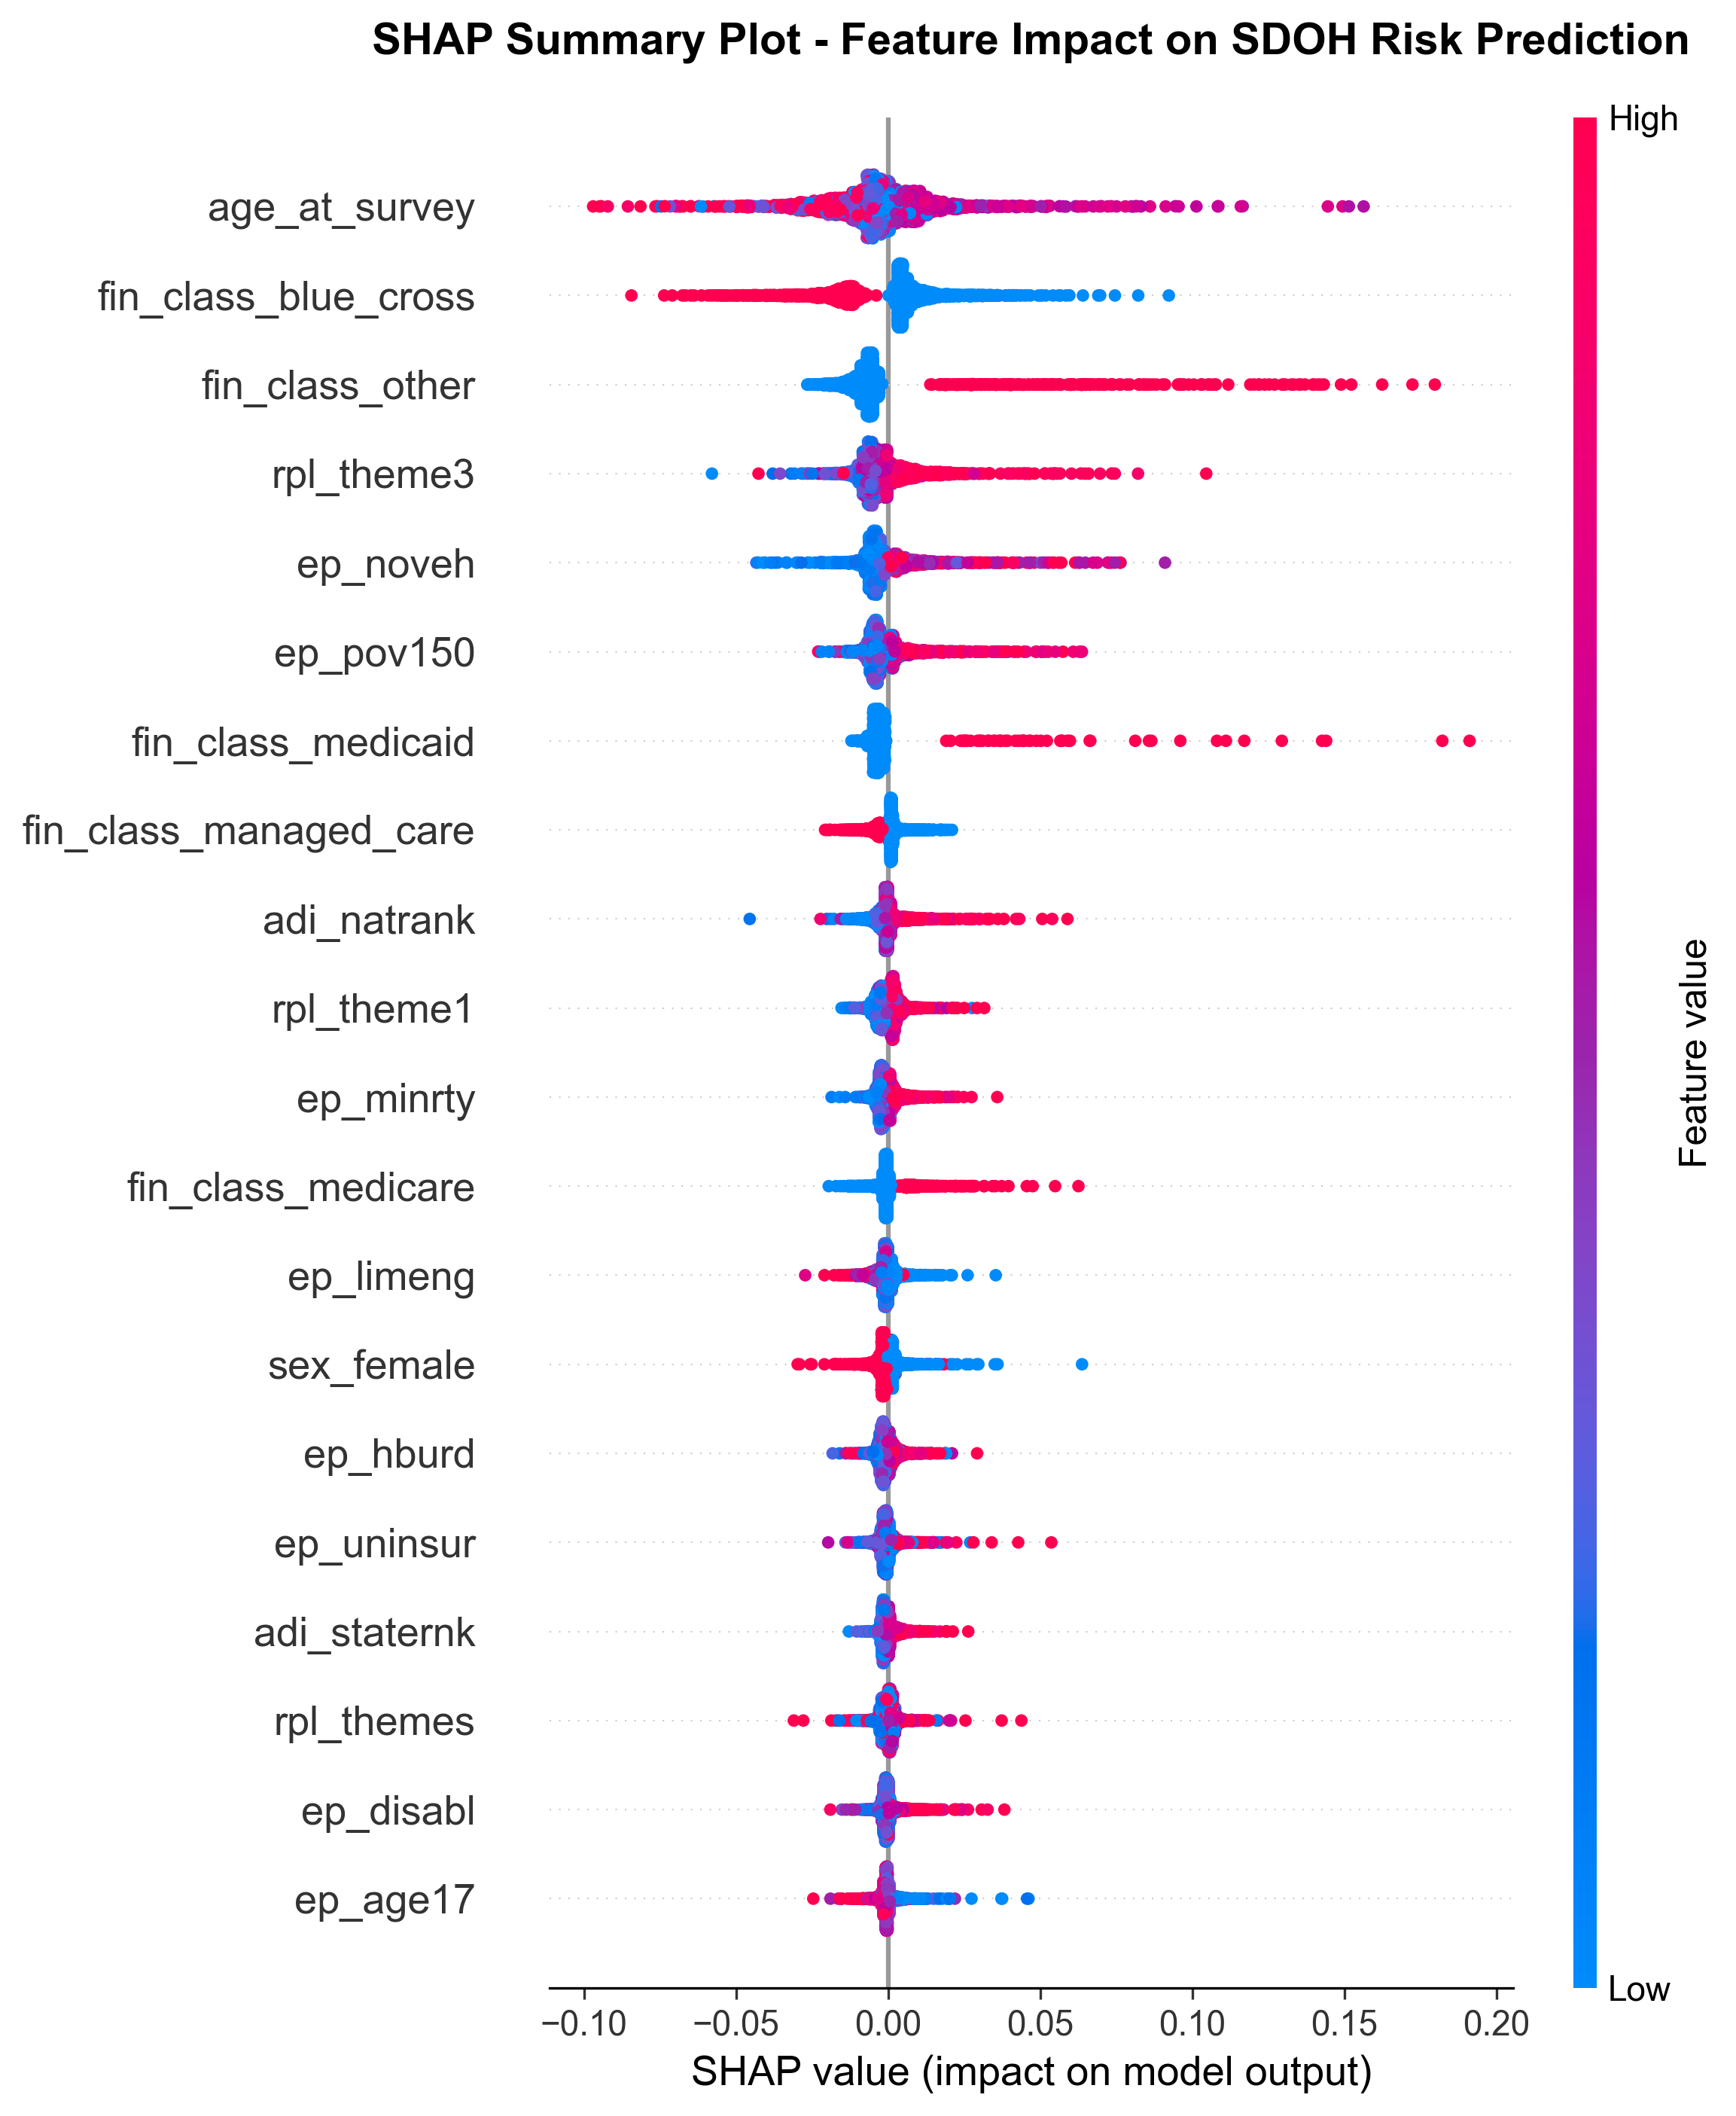 SHAP Summary Plot - Feature Impact on SDOH Risk Prediction
High
age_at_survey
fin_class_blue_cross
fin_class_other
rpl_theme3
ep_noveh
ep_pov150
fin_class_medicaid
fin_class_managed_care
adi_natrank
rpl_theme1
ep_minrty
fin_class_medicare
ep_limeng
sex_female
ep_hburd
ep_uninsur
adi_staternk
rpl_themes
ep_disabl
ep_age17
Feature value
Low
−0.10 −0.05 0.00 0.05 0.10 0.15 0.20
SHAP value (impact on model output)